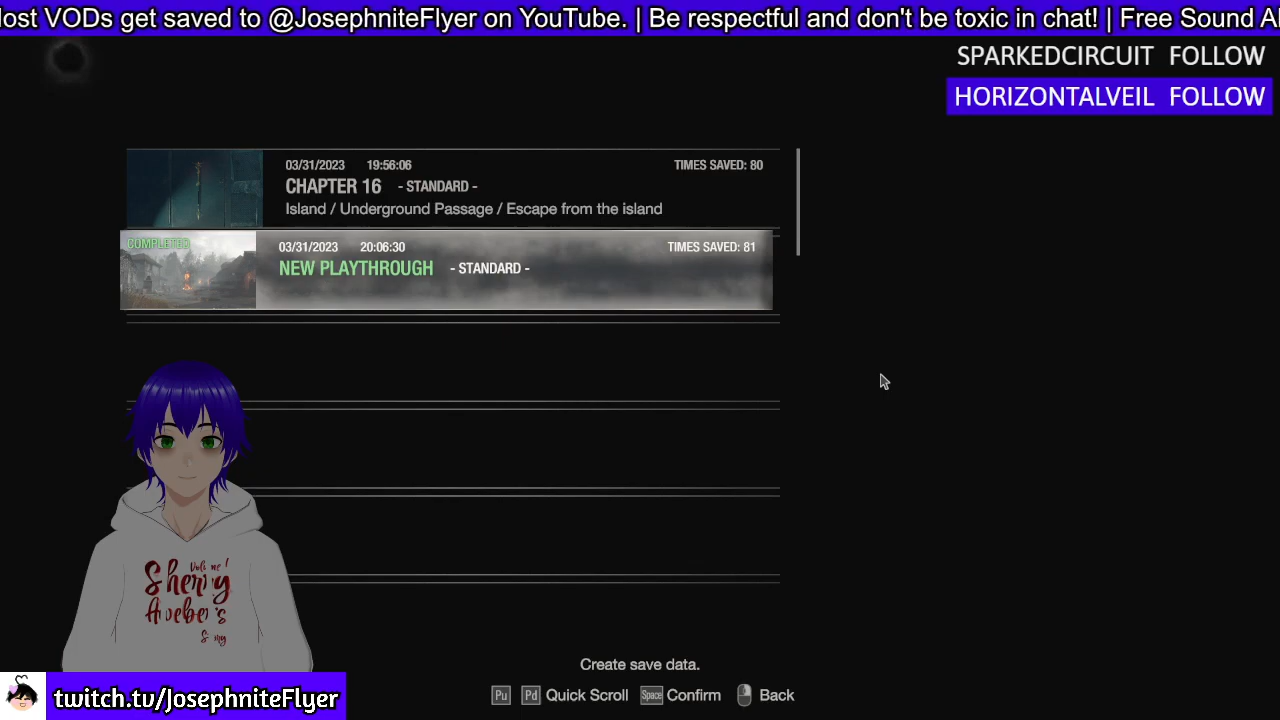 lost VODs get saved to @JosephniteFlyer on YouTube. | Be respectful and don't be toxic in chat! | Free Sound A
SPARKEDCIRCUIT FOLLOW
HORIZONTALVEIL FOLLOW
03/31/2023 19:56:06 TIMES SAVED: 80
CHAPTER 16 - STANDARD -
Island / Underground Passage / Escape from the island
COMPLETED 03/31/2023 20:06:30 TIMES SAVED: 81
NEW PLAYTHROUGH - STANDARD -
Sherry
Create save data.
Pu Pd Quick Scroll Space Confirm Back
twitch.tv/JosephniteFlyer